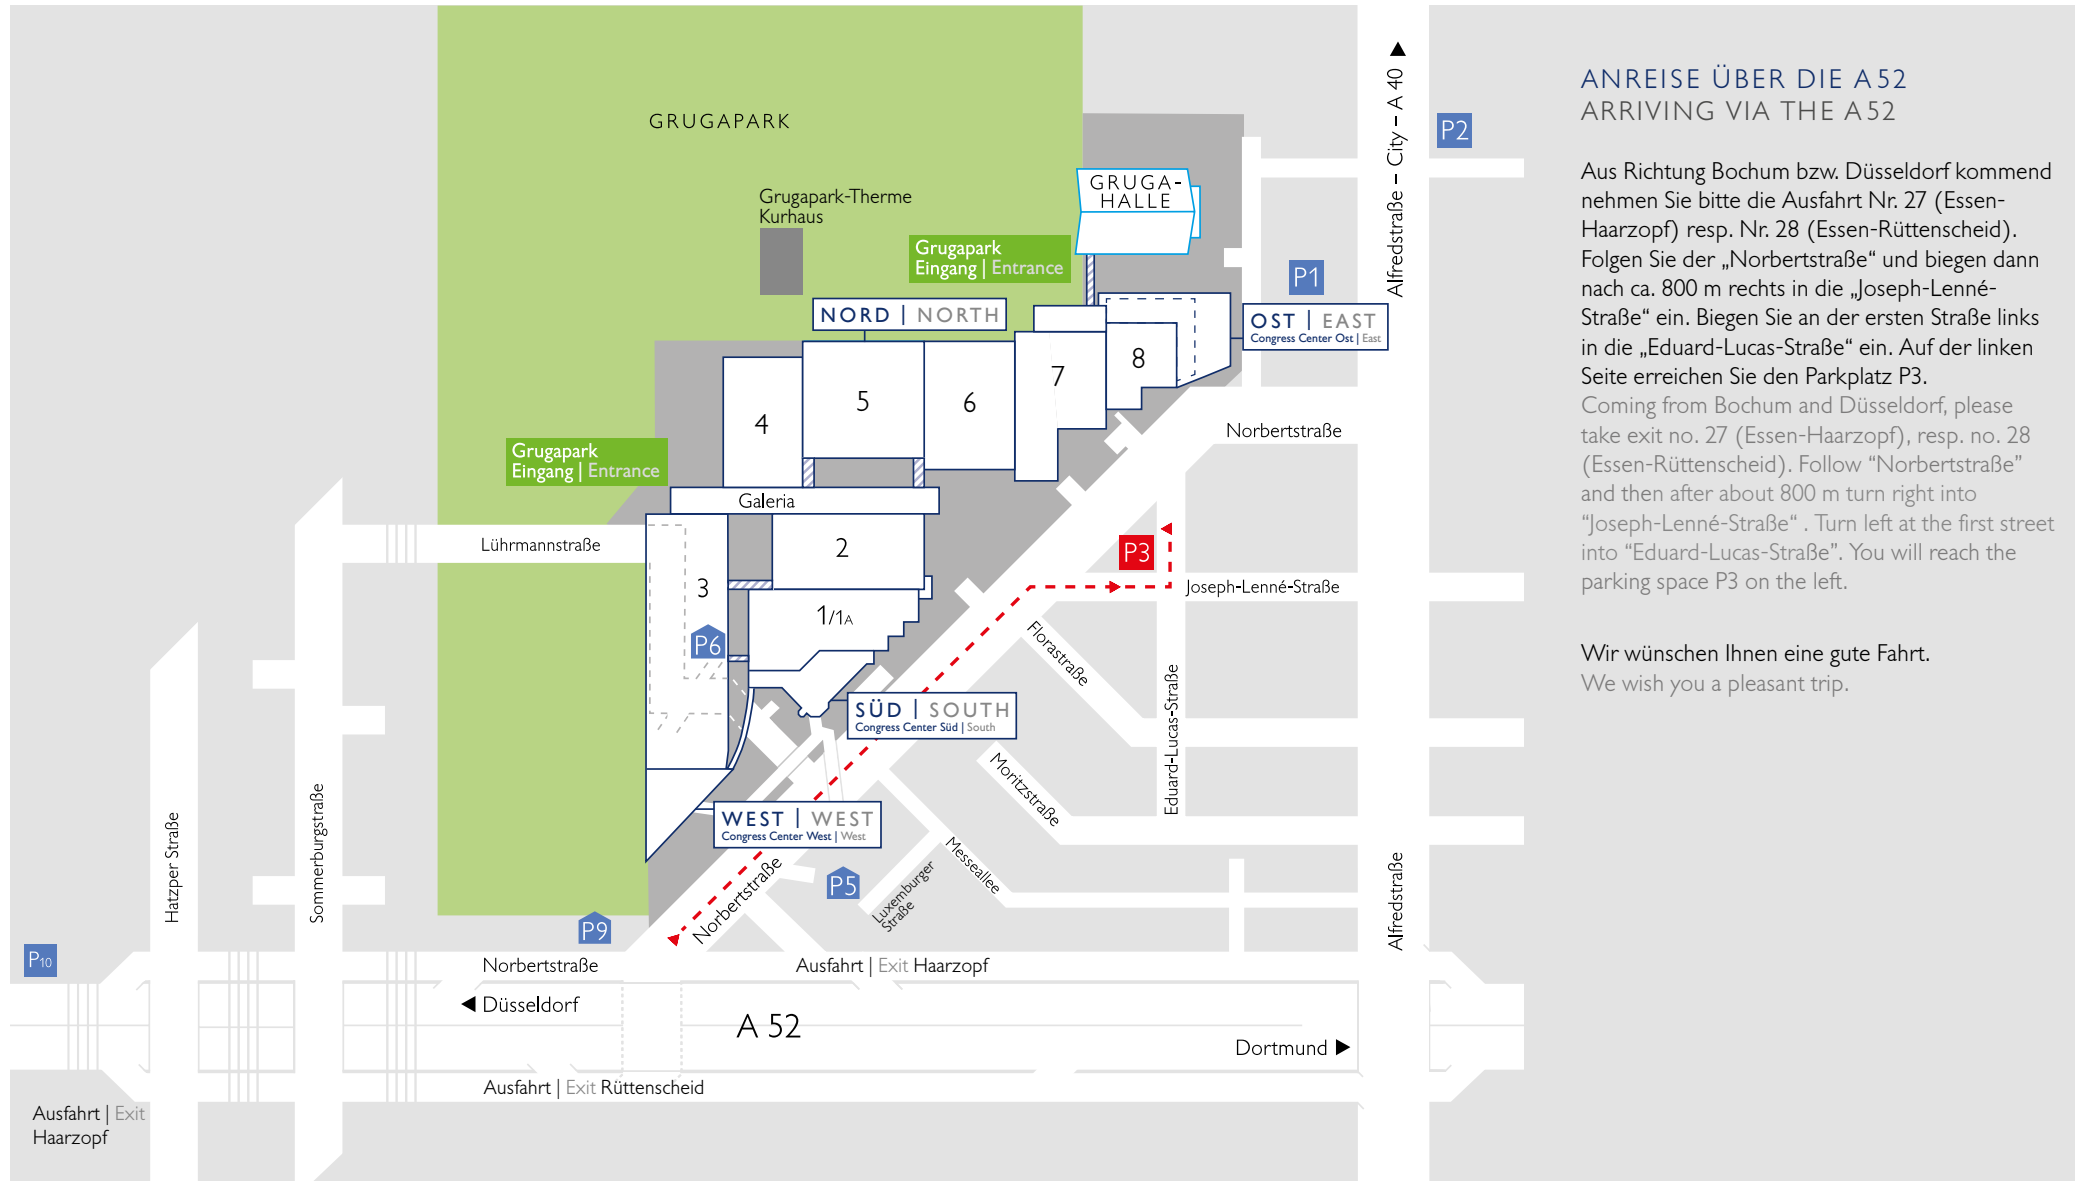 GRUGAPARK
Grugapark-Therme
Kurhaus
GRUGA-
HALLE
Grugapark
Eingang | Entrance
P2
P1
Alfredstraße – City – A 40
NORD | NORTH
OST | EAST
Congress Center Ost | East
4
5
6
7
8
Norbertstraße
Grugapark
Eingang | Entrance
Galeria
Lührmannstraße
2
3
1/1A
P6
P3
Joseph-Lenné-Straße
Florastraße
Eduard-Lucas-Straße
SÜD | SOUTH
Congress Center Süd | South
Moritzstraße
WEST | WEST
Congress Center West | West
Messeallee
Luxemburger
Straße
P5
Norbertstraße
Hatzper Straße
Sommerburgstraße
Alfredstraße
P9
P10
Norbertstraße
Ausfahrt | Exit Haarzopf
Düsseldorf
A 52
Dortmund
Ausfahrt | Exit Rüttenscheid
Ausfahrt | Exit
Haarzopf
ANREISE ÜBER DIE A 52
ARRIVING VIA THE A 52
Aus Richtung Bochum bzw. Düsseldorf kommend
nehmen Sie bitte die Ausfahrt Nr. 27 (Essen-
Haarzopf) resp. Nr. 28 (Essen-Rüttenscheid).
Folgen Sie der „Norbertstraße“ und biegen dann
nach ca. 800 m rechts in die „Joseph-Lenné-
Straße“ ein. Biegen Sie an der ersten Straße links
in die „Eduard-Lucas-Straße“ ein. Auf der linken
Seite erreichen Sie den Parkplatz P3.
Coming from Bochum and Düsseldorf, please
take exit no. 27 (Essen-Haarzopf), resp. no. 28
(Essen-Rüttenscheid). Follow “Norbertstraße”
and then after about 800 m turn right into
“Joseph-Lenné-Straße“ . Turn left at the first street
into “Eduard-Lucas-Straße”. You will reach the
parking space P3 on the left.
Wir wünschen Ihnen eine gute Fahrt.
We wish you a pleasant trip.